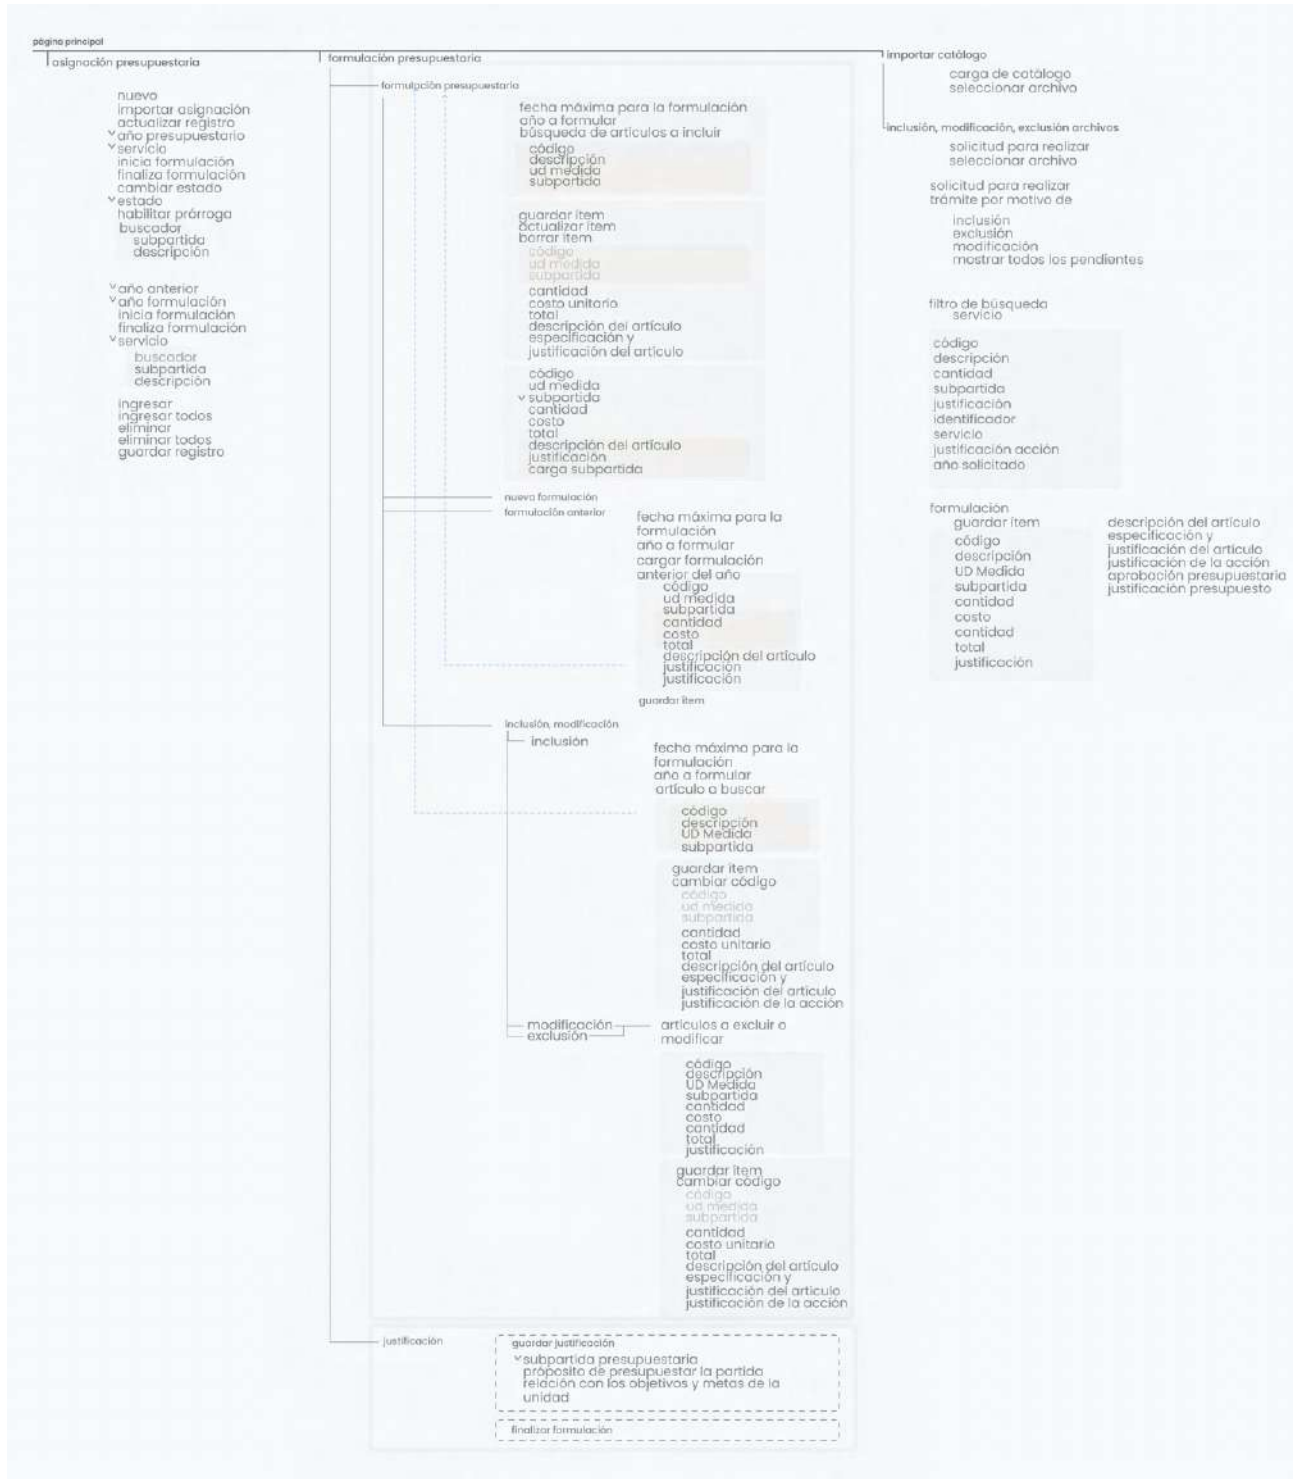 página principal
asignación presupuestaria
nuevo
importar asignación
actualizar registro
año presupuestario
servicio
inicia formulación
finaliza formulación
cambiar estado
estado
habilitar prórroga
buscador
subpartida
descripción
año anterior
año formulación
inicia formulación
finaliza formulación
servicio
buscador
subpartida
descripción
ingresar
ingresar todos
eliminar
eliminar todos
guardar registro
formulación presupuestaria
formulación presupuestaria
fecha máxima para la formulación
año a formular
búsqueda de artículos a incluir
código
descripción
ud medida
subpartida
guardar ítem
actualizar ítem
borrar ítem
código
ud medida
subpartida
cantidad
costo unitario
total
descripción del artículo
especificación y
justificación del artículo
código
ud medida
subpartida
cantidad
costo
total
descripción del artículo
justificación
carga subpartida
nueva formulación
formulación anterior
fecha máxima para la
formulación
año a formular
cargar formulación
anterior del año
código
ud medida
subpartida
cantidad
costo
total
descripción del artículo
justificación
justificación
guardar ítem
inclusión, modificación
inclusión
fecha máxima para la
formulación
año a formular
artículo a buscar
código
descripción
UD Medida
subpartida
guardar ítem
cambiar código
código
ud medida
subpartida
cantidad
costo unitario
total
descripción del artículo
especificación y
justificación del artículo
justificación de la acción
modificación
exclusión
artículos a excluir o
modificar
código
descripción
UD Medida
subpartida
cantidad
costo
cantidad
total
justificación
guardar ítem
cambiar código
código
ud medida
subpartida
cantidad
costo unitario
total
descripción del artículo
especificación y
justificación del artículo
justificación de la acción
justificación
guardar justificación
subpartida presupuestaria
própósito de presupuestar la partida
relación con los objetivos y metas de la
unidad
finalizar formulación
importar catálogo
carga de catálogo
seleccionar archivo
inclusión, modificación, exclusión archivos
solicitud para realizar
seleccionar archivo
solicitud para realizar
trámite por motivo de
inclusión
exclusión
modificación
mostrar todos los pendientes
filtro de búsqueda
servicio
código
descripción
cantidad
subpartida
justificación
identificador
servicio
justificación acción
año solicitado
formulación
guardar ítem
código
descripción
UD Medida
subpartida
cantidad
costo
cantidad
total
justificación
descripción del artículo
especificación y
justificación del artículo
justificación de la acción
aprobación presupuestaria
justificación presupuesto